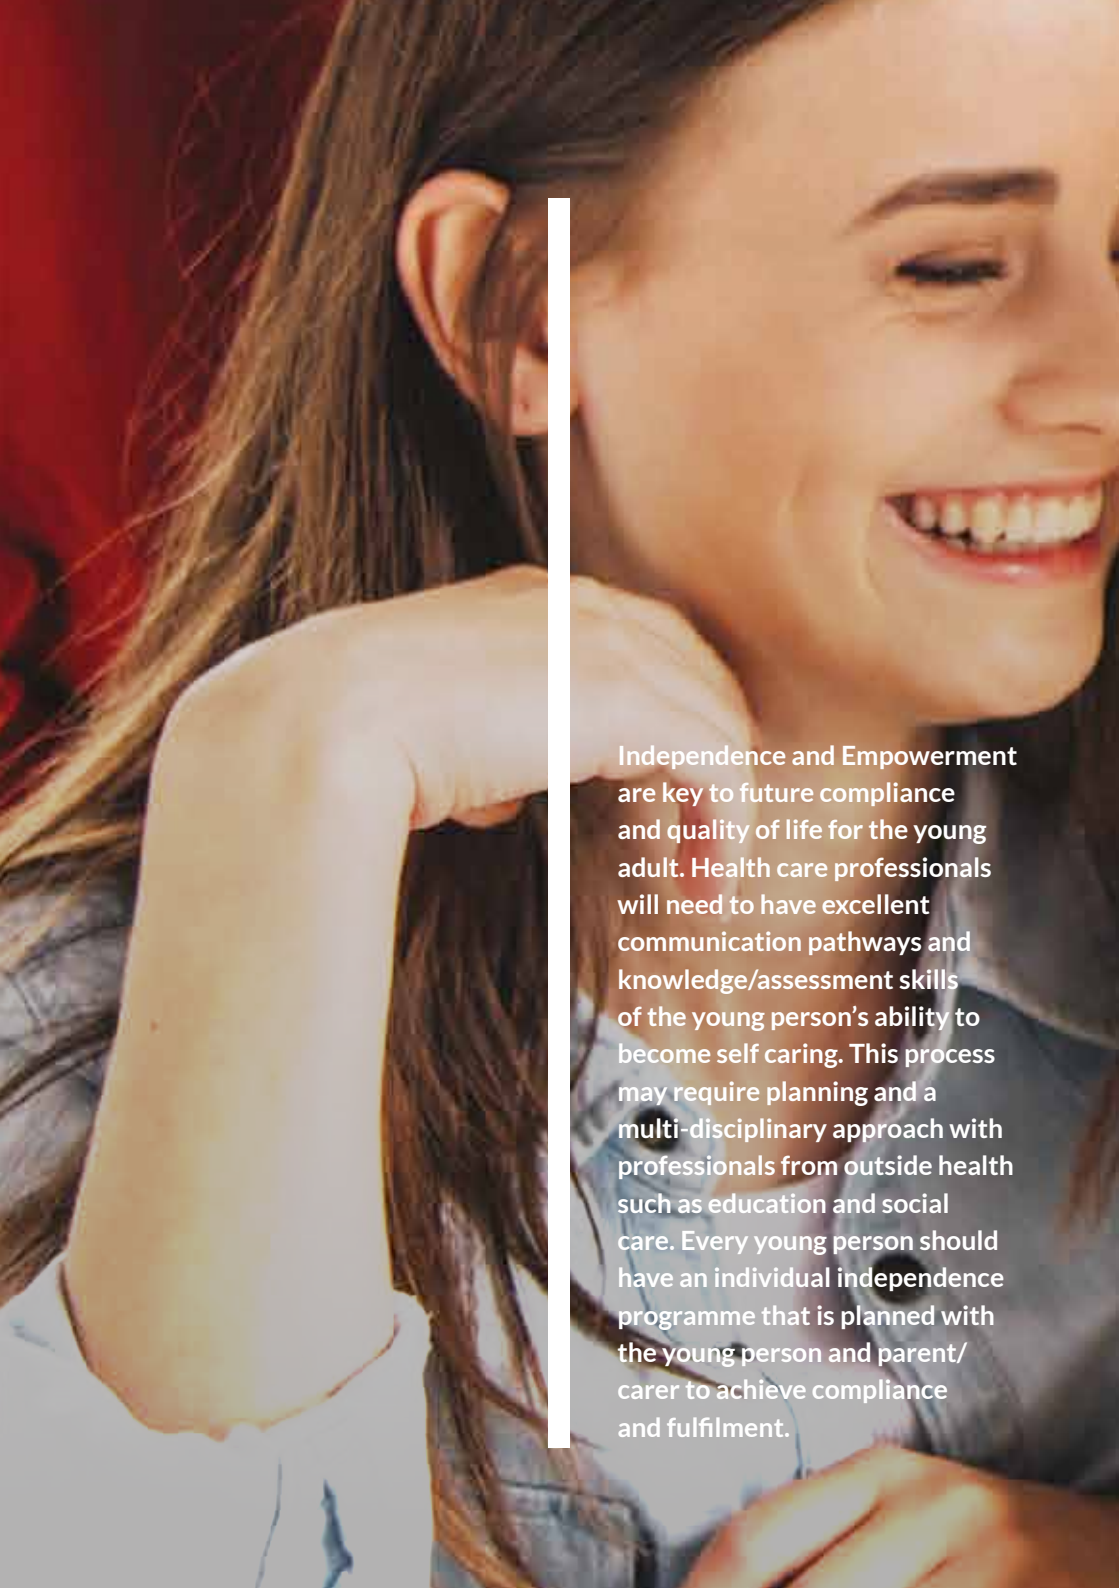 Independence and Empowerment
are key to future compliance
and quality of life for the young
adult. Health care professionals
will need to have excellent
communication pathways and
knowledge/assessment skills
of the young person’s ability to
become self caring. This process
may require planning and a
multi-disciplinary approach with
professionals from outside health
such as education and social
care. Every young person should
have an individual independence
programme that is planned with
the young person and parent/
carer to achieve compliance
and fulfilment.